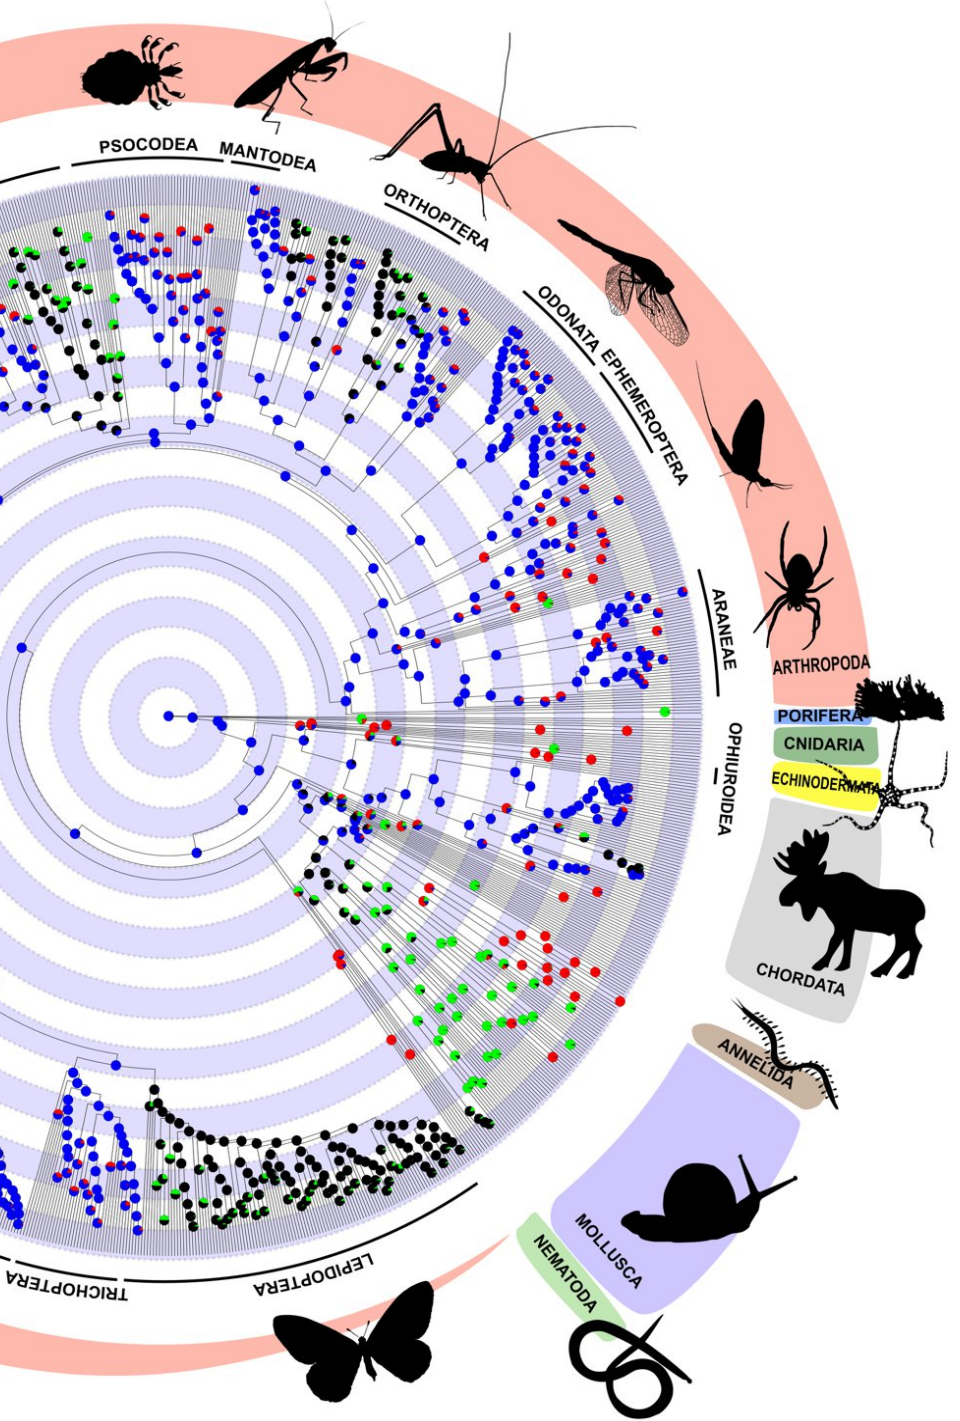 PSOCODEA
MANTODEA
ORTHOPTERA
ODONATA
EPHEMEROPTERA
ARANEAE
ARTHROPODA
PORIFERA
CNIDARIA
ECHINODERMATA
OPHIUROIDEA
CHORDATA
ANNELIDA
MOLLUSCA
NEMATODA
LEPIDOPTERA
TRICHOPTERA